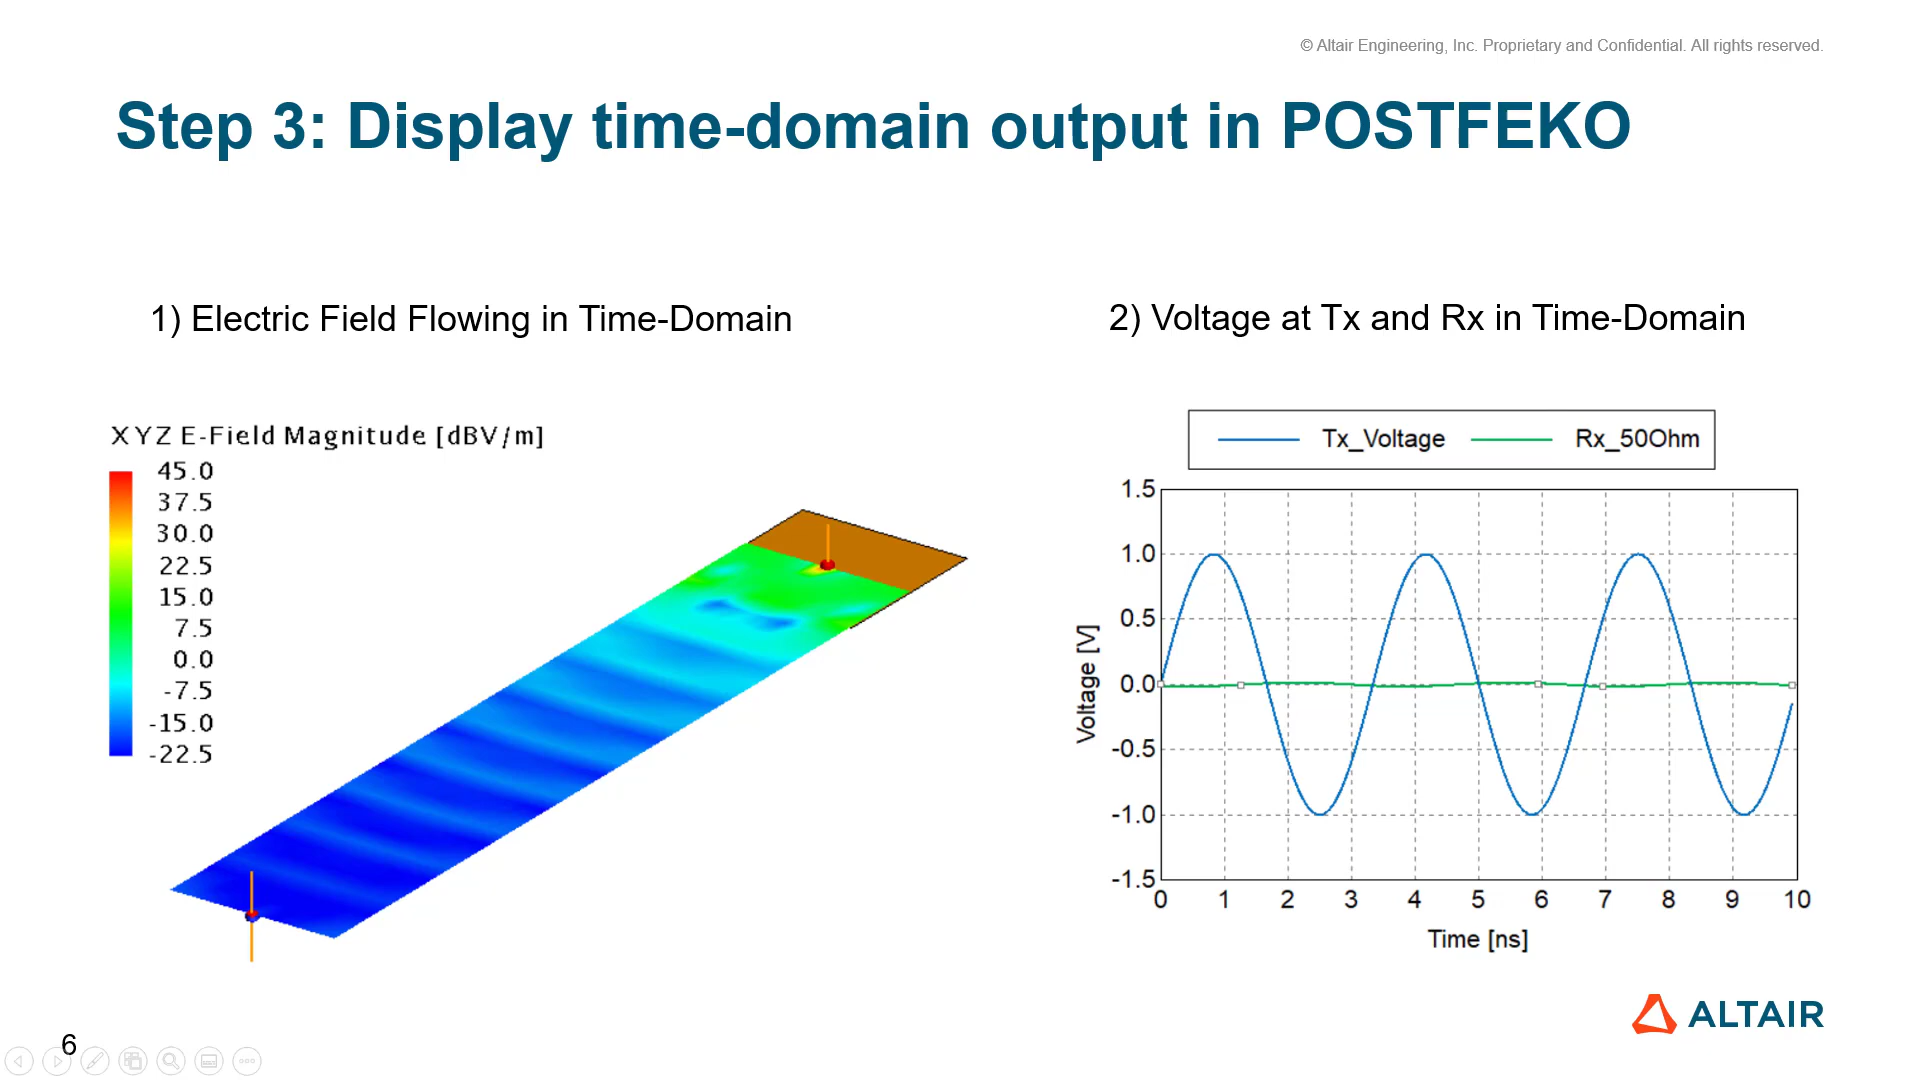 © Altair Engineering, Inc. Proprietary and Confidential. All rights reserved.
Step 3: Display time-domain output in POSTFEKO
1) Electric Field Flowing in Time-Domain
2) Voltage at Tx and Rx in Time-Domain
XYZ E-Field Magnitude [dBV/m]
45.0
37.5
30.0
22.5
15.0
7.5
0.0
-7.5
-15.0
-22.5
Tx_Voltage Rx_50Ohm
1.5
1.0
0.5
0.0
-0.5
-1.0
-1.5
Voltage [V]
0 1 2 3 4 5 6 7 8 9 10
Time [ns]
ALTAIR
6